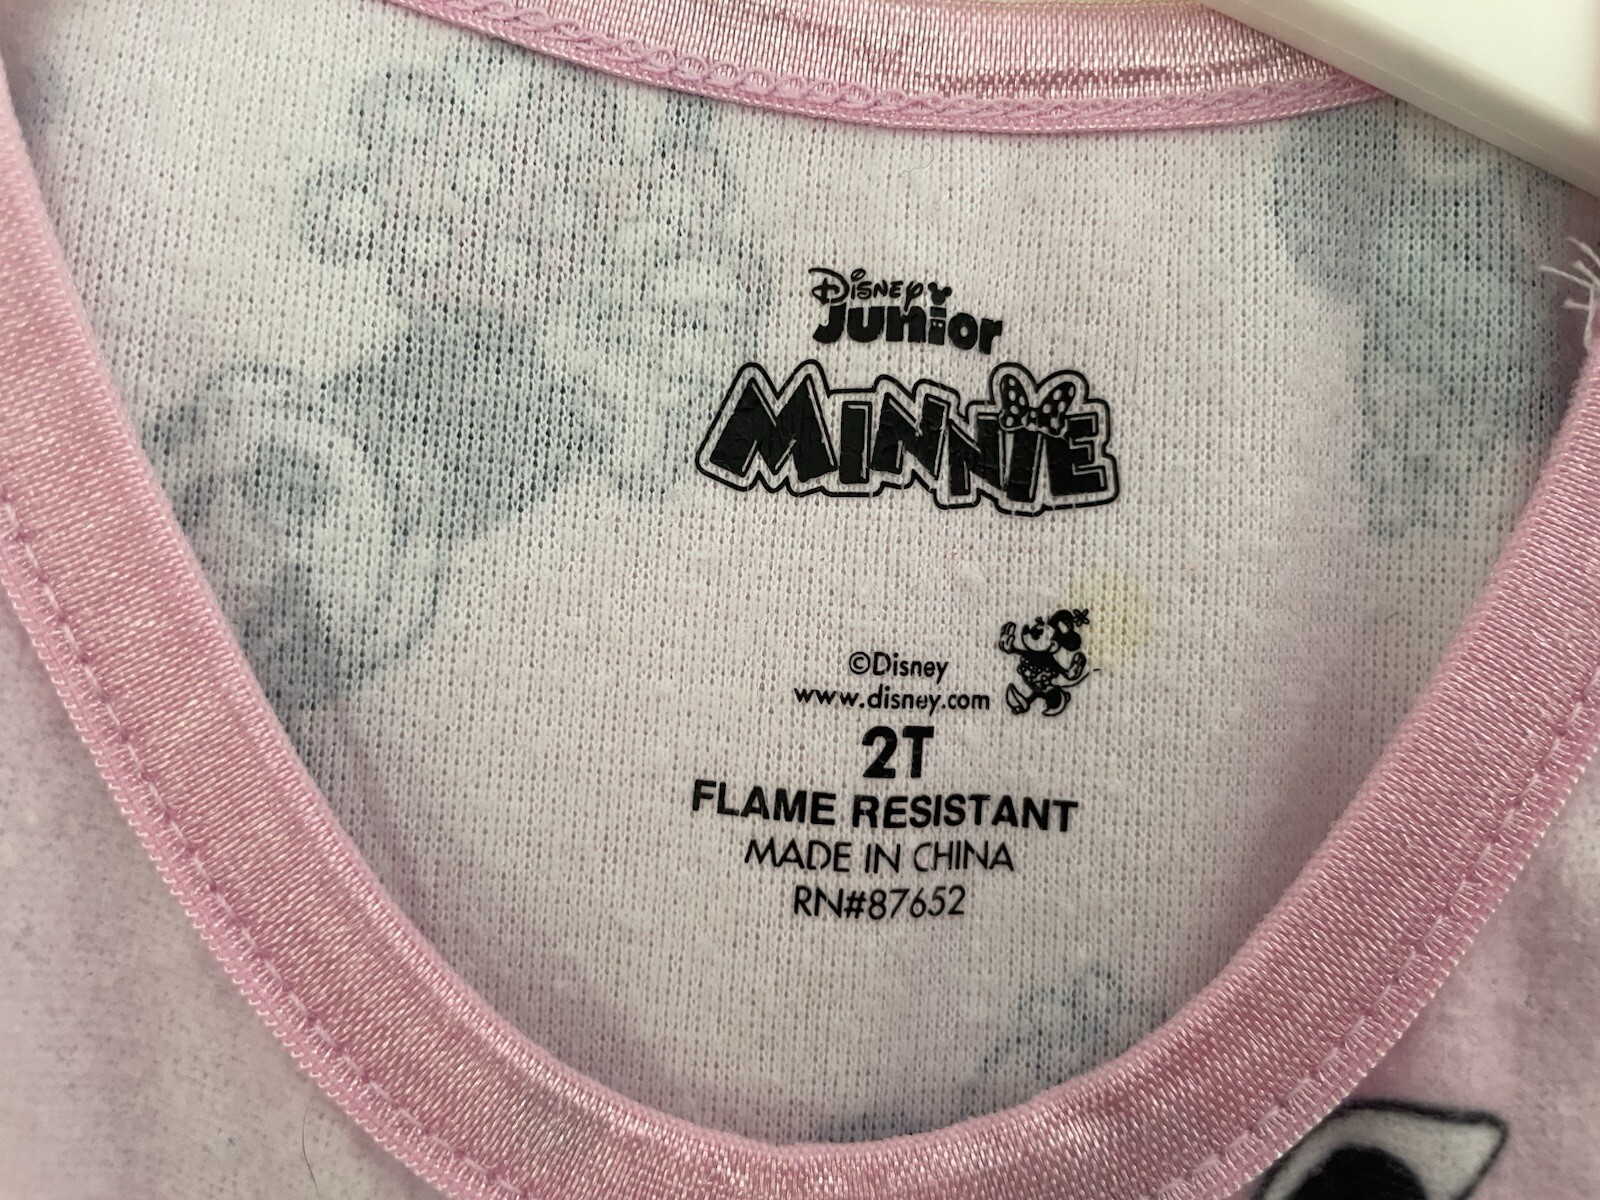 Disney
Junior
MINNIE
©Disney
www.disney.com
2T
FLAME RESISTANT
MADE IN CHINA
RN#87652